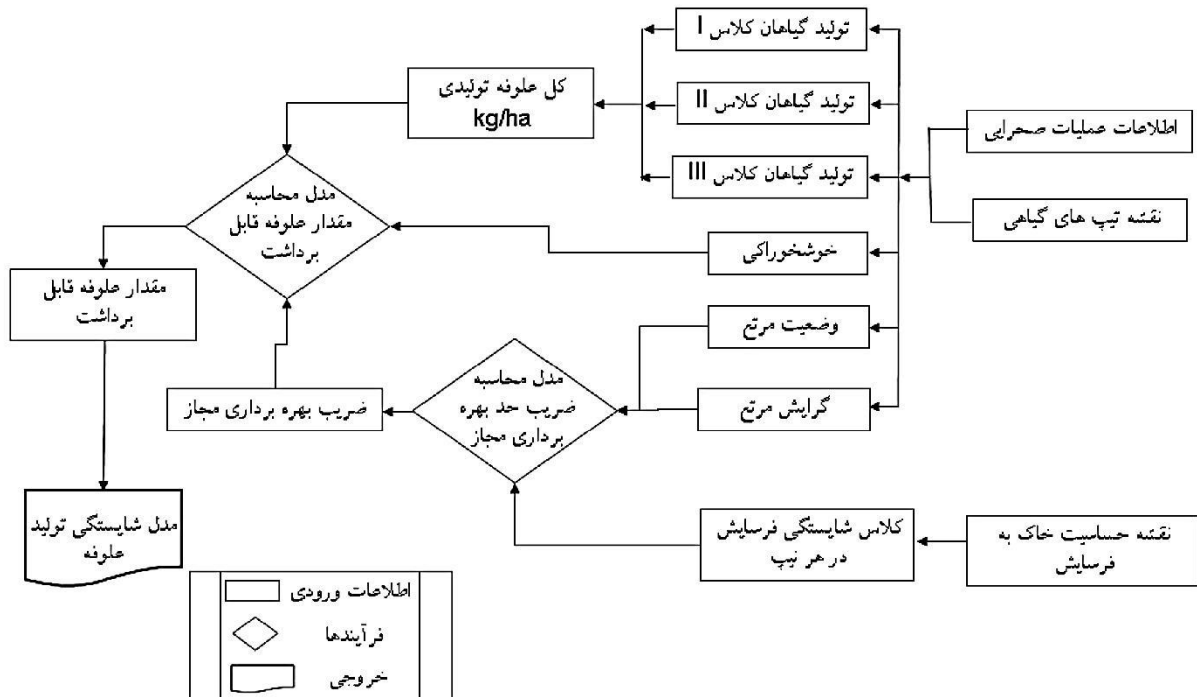 تولید گیاهان کلاس I
کل علوفه تولیدی
kg/ha
تولید گیاهان کلاس II
اطلاعات عملیات صحرایی
تولید گیاهان کلاس III
مدل محاسبه
مقدار علوفه قابل
برداشت
نقشه تیپ های گیاهی
خوشخوراکی
مقدار علوفه قابل
برداشت
وضعیت مرتع
مدل محاسبه
ضریب حد بهره
برداری مجاز
ضریب بهره برداری مجاز
گرایش مرتع
مدل شایستگی تولید
علوفه
کلاس شایستگی فرسایش
در هر تیپ
نقشه حساسیت خاک به
فرسایش
اطلاعات ورودی
فرآیندها
خروجی